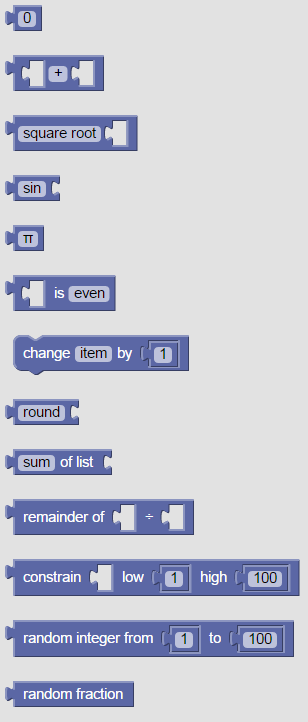 0
+
square root
sin
π
is even
change item by 1
round
sum of list
remainder of ÷
constrain low 1 high 100
random integer from 1 to 100
random fraction